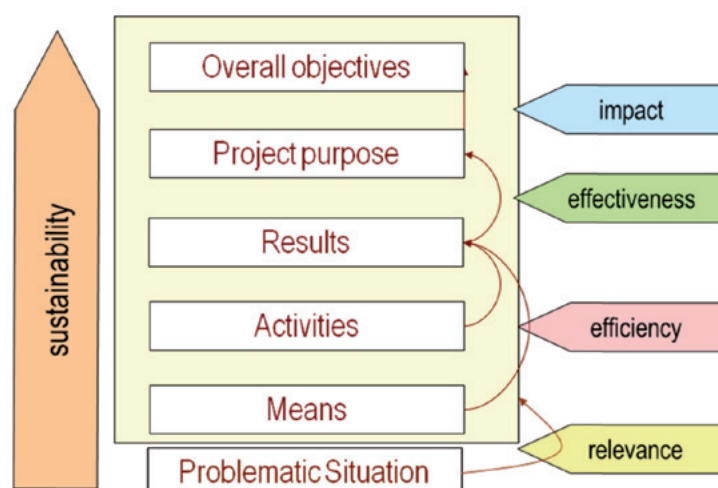 Overall objectives
impact
Project purpose
effectiveness
sustainability
Results
Activities
efficiency
Means
relevance
Problematic Situation